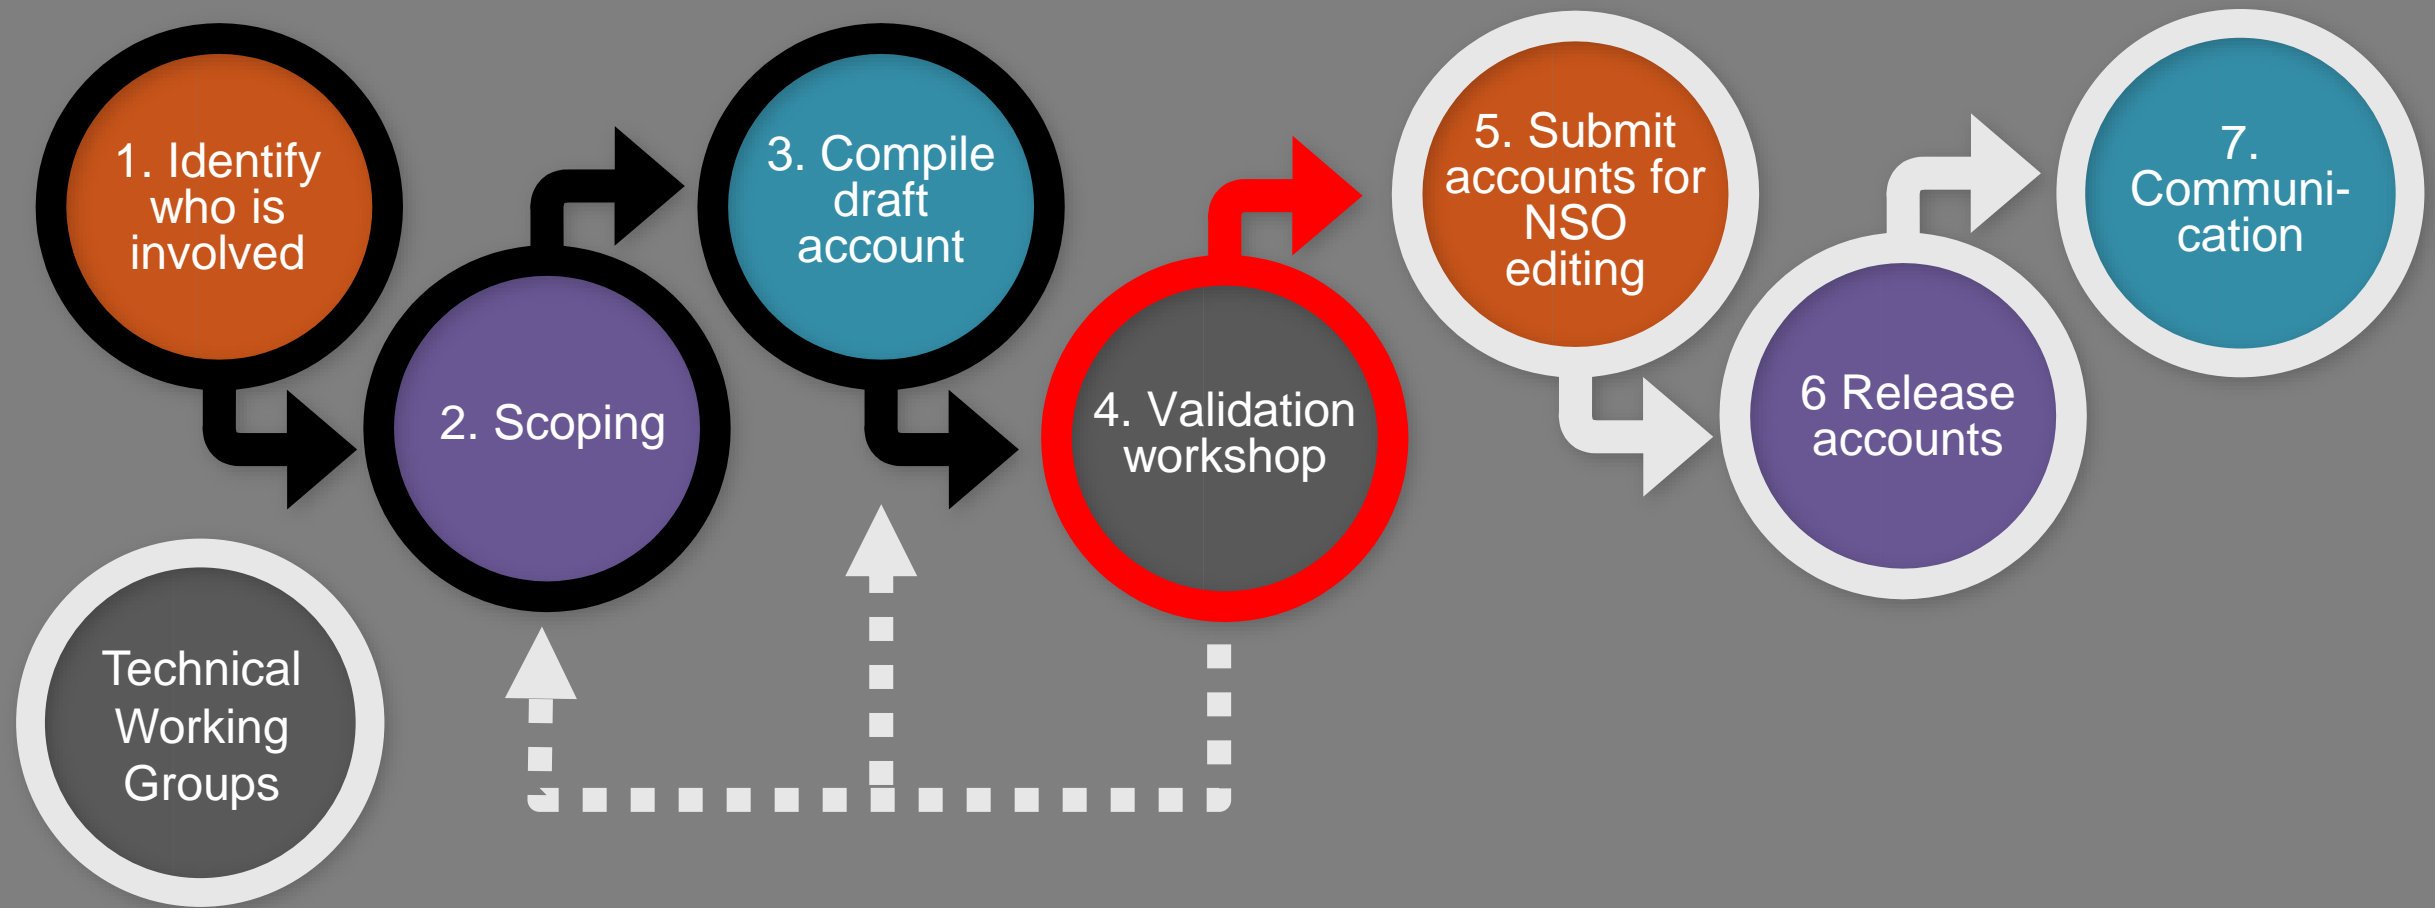 1. Identify
who is
involved
2. Scoping
3. Compile
draft
account
4. Validation
workshop
5. Submit
accounts for
NSO
editing
6 Release
accounts
7.
Communi-
cation
Technical
Working
Groups